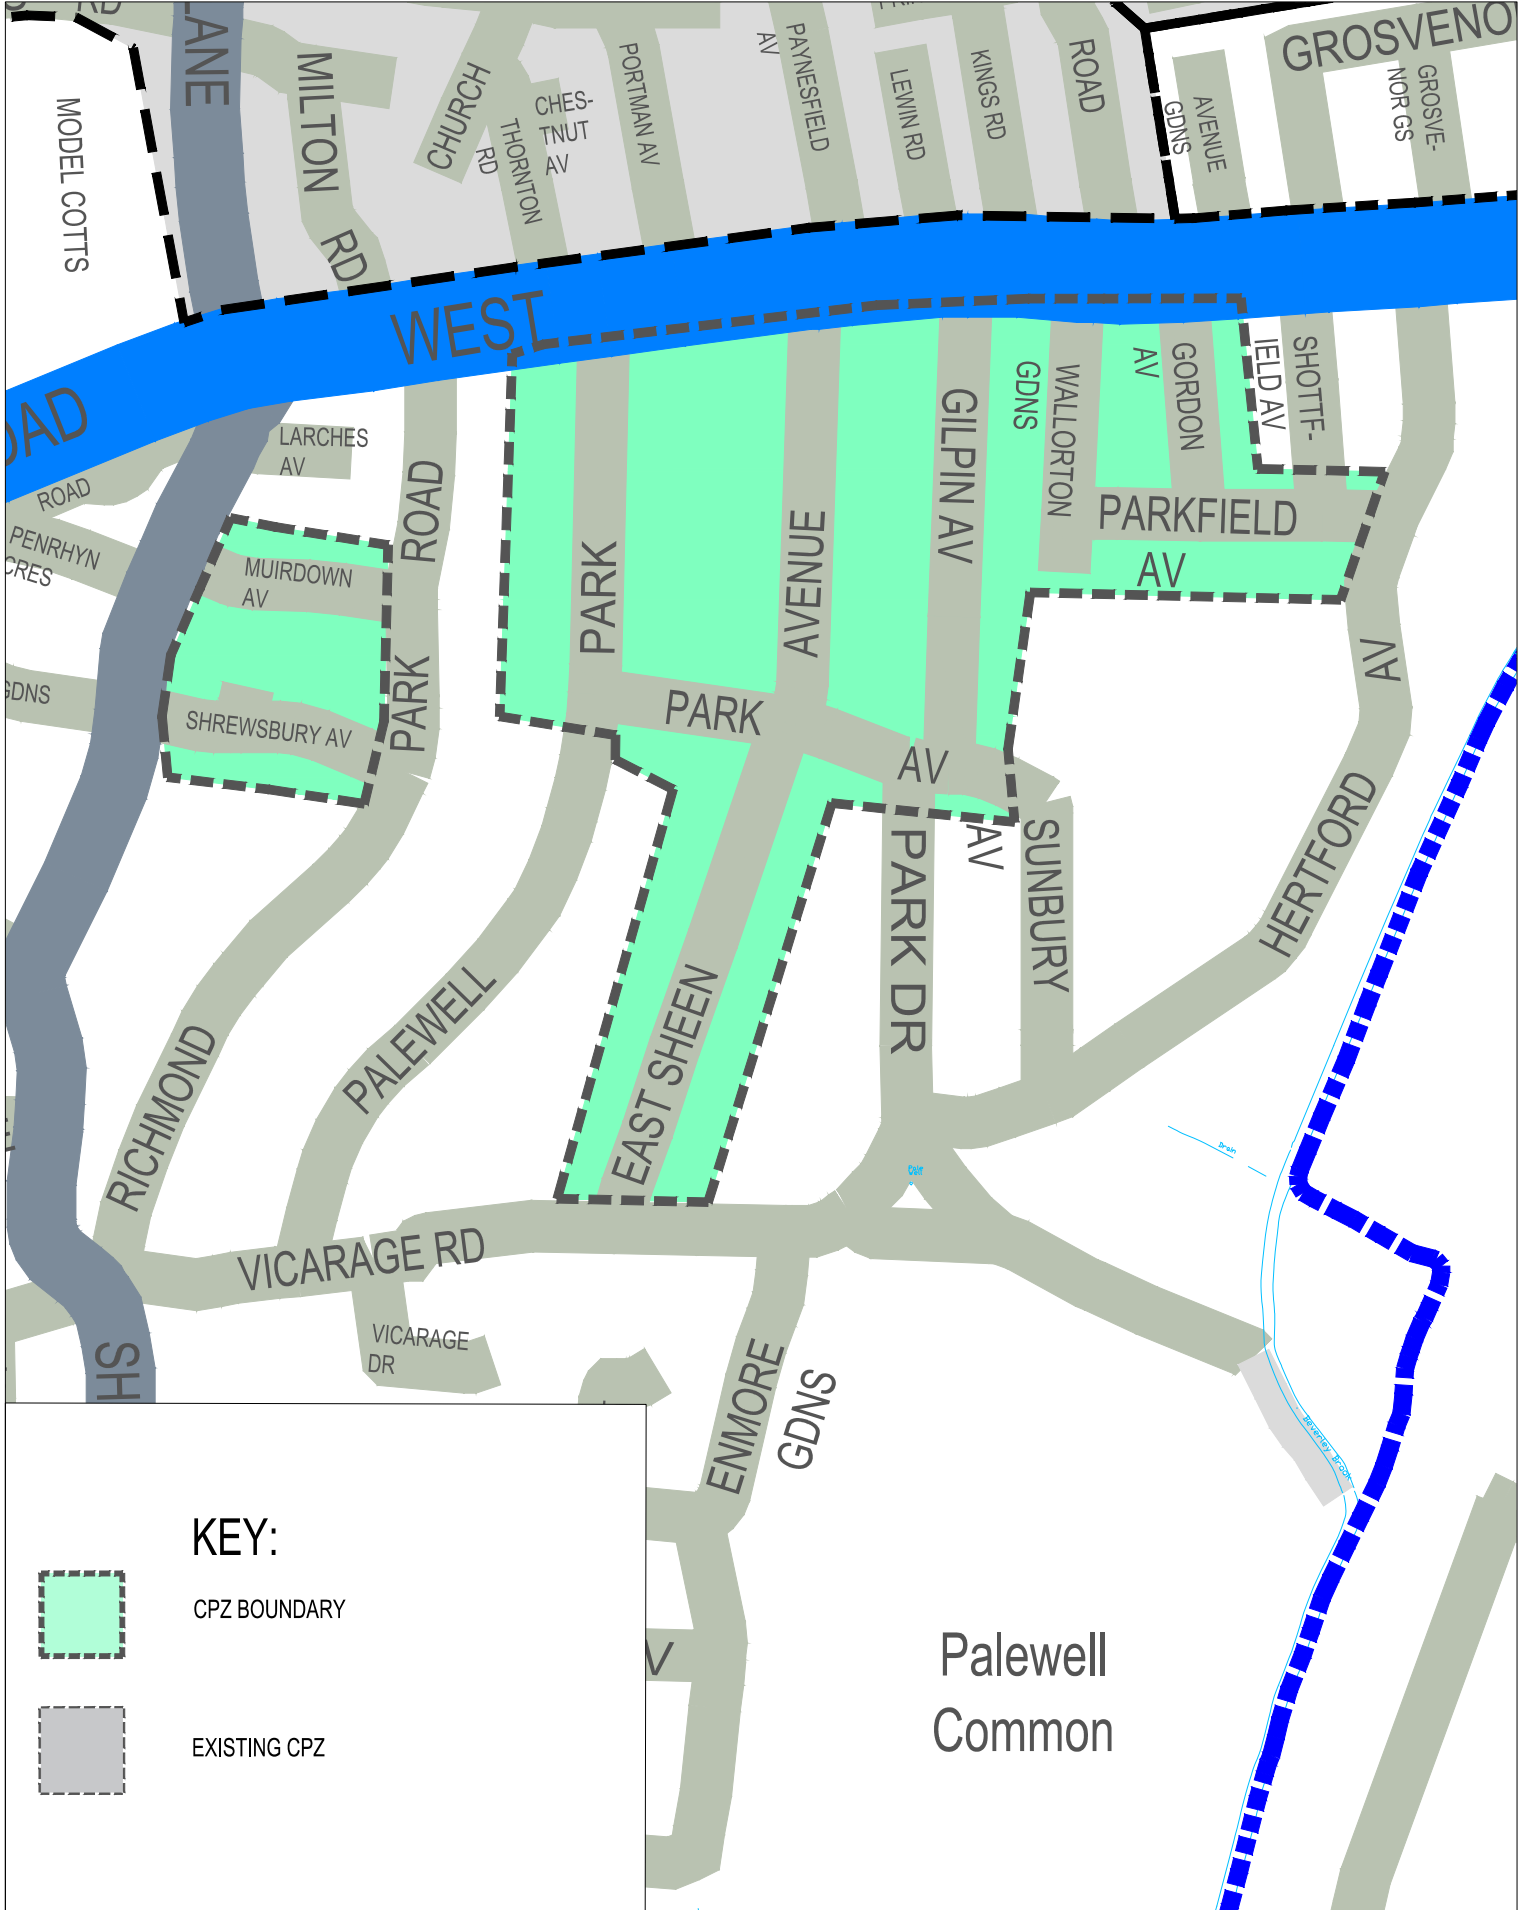 RD
LANE
MILTON
RD
CHURCH
RD
THORNTON
CHES-
TNUT
AV
PORTMAN AV
PAYNESFIELD
AV
LEWIN RD
KINGS RD
ROAD
AVENUE
GDNS
GROSVENO
GROSVE-
NOR GS
MODEL COTTS
WEST
OAD
LARCHES
AV
ROAD
PENRHYN
CRES
MUIRDOWN
AV
ROAD
PARK
SHREWSBURY AV
GDNS
PARK
AVENUE
GILPIN AV
GDNS
WALLORTON
AV
GORDON
SHOTTF-
IELD AV
PARKFIELD
AV
PARK
AV
AV
SUNBURY
AV
PARK DR
HERTFORD
EAST SHEEN
PALEWELL
RICHMOND
VICARAGE RD
VICARAGE
DR
SH
ENMORE
GDNS
Drain
Beverley Brook
V
Palewell
Common
KEY:
CPZ BOUNDARY
EXISTING CPZ